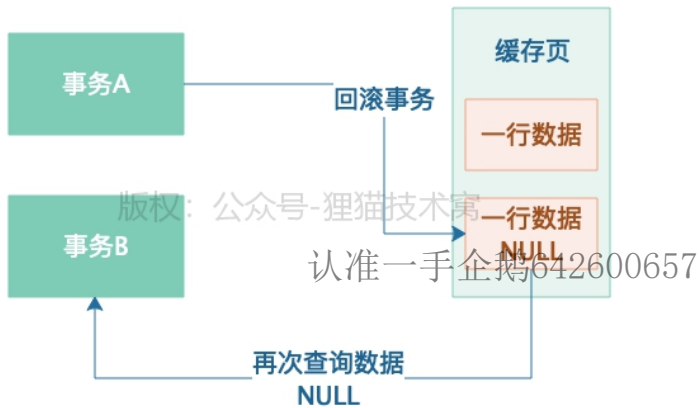 缓存页
事务A
回滚事务
一行数据
版权：公众号-狸猫技术窝
一行数据
NULL
事务B
认准一手企鹅642600657
再次查询数据
NULL